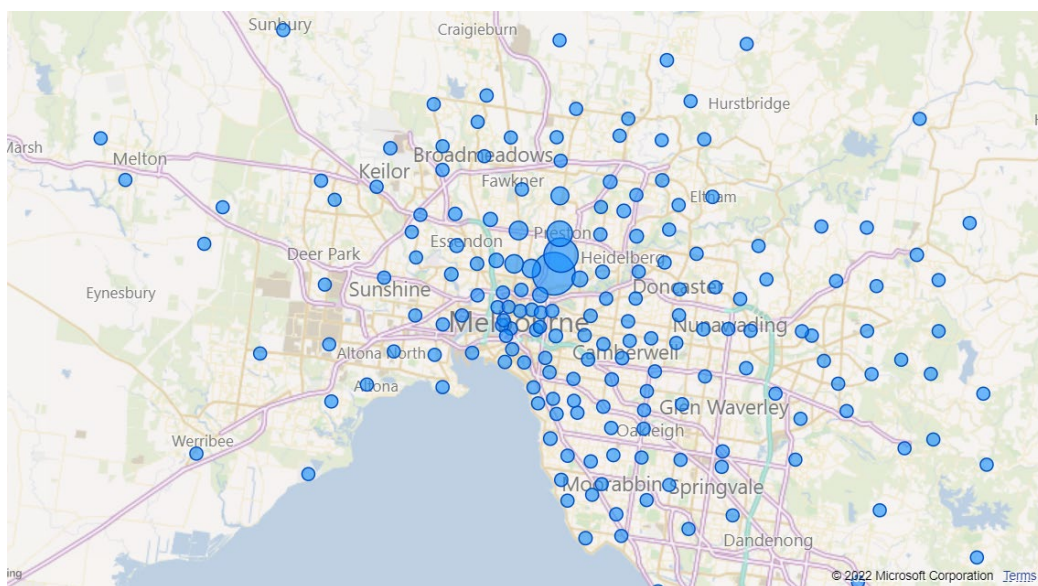 Sunbury
Craigieburn
Hurstbridge
Marsh
Melton
Broadmeadows
Keilor
Fawkner
Eltham
Preston
Essendon
Heidelberg
Deer Park
Doncaster
Eynesbury
Sunshine
Melbourne
Nunawading
Altona North
Camberwell
Altona
Glen Waverley
Oakleigh
Werribee
Moorabbin
Springvale
Dandenong
ing
© 2022 Microsoft Corporation Terms